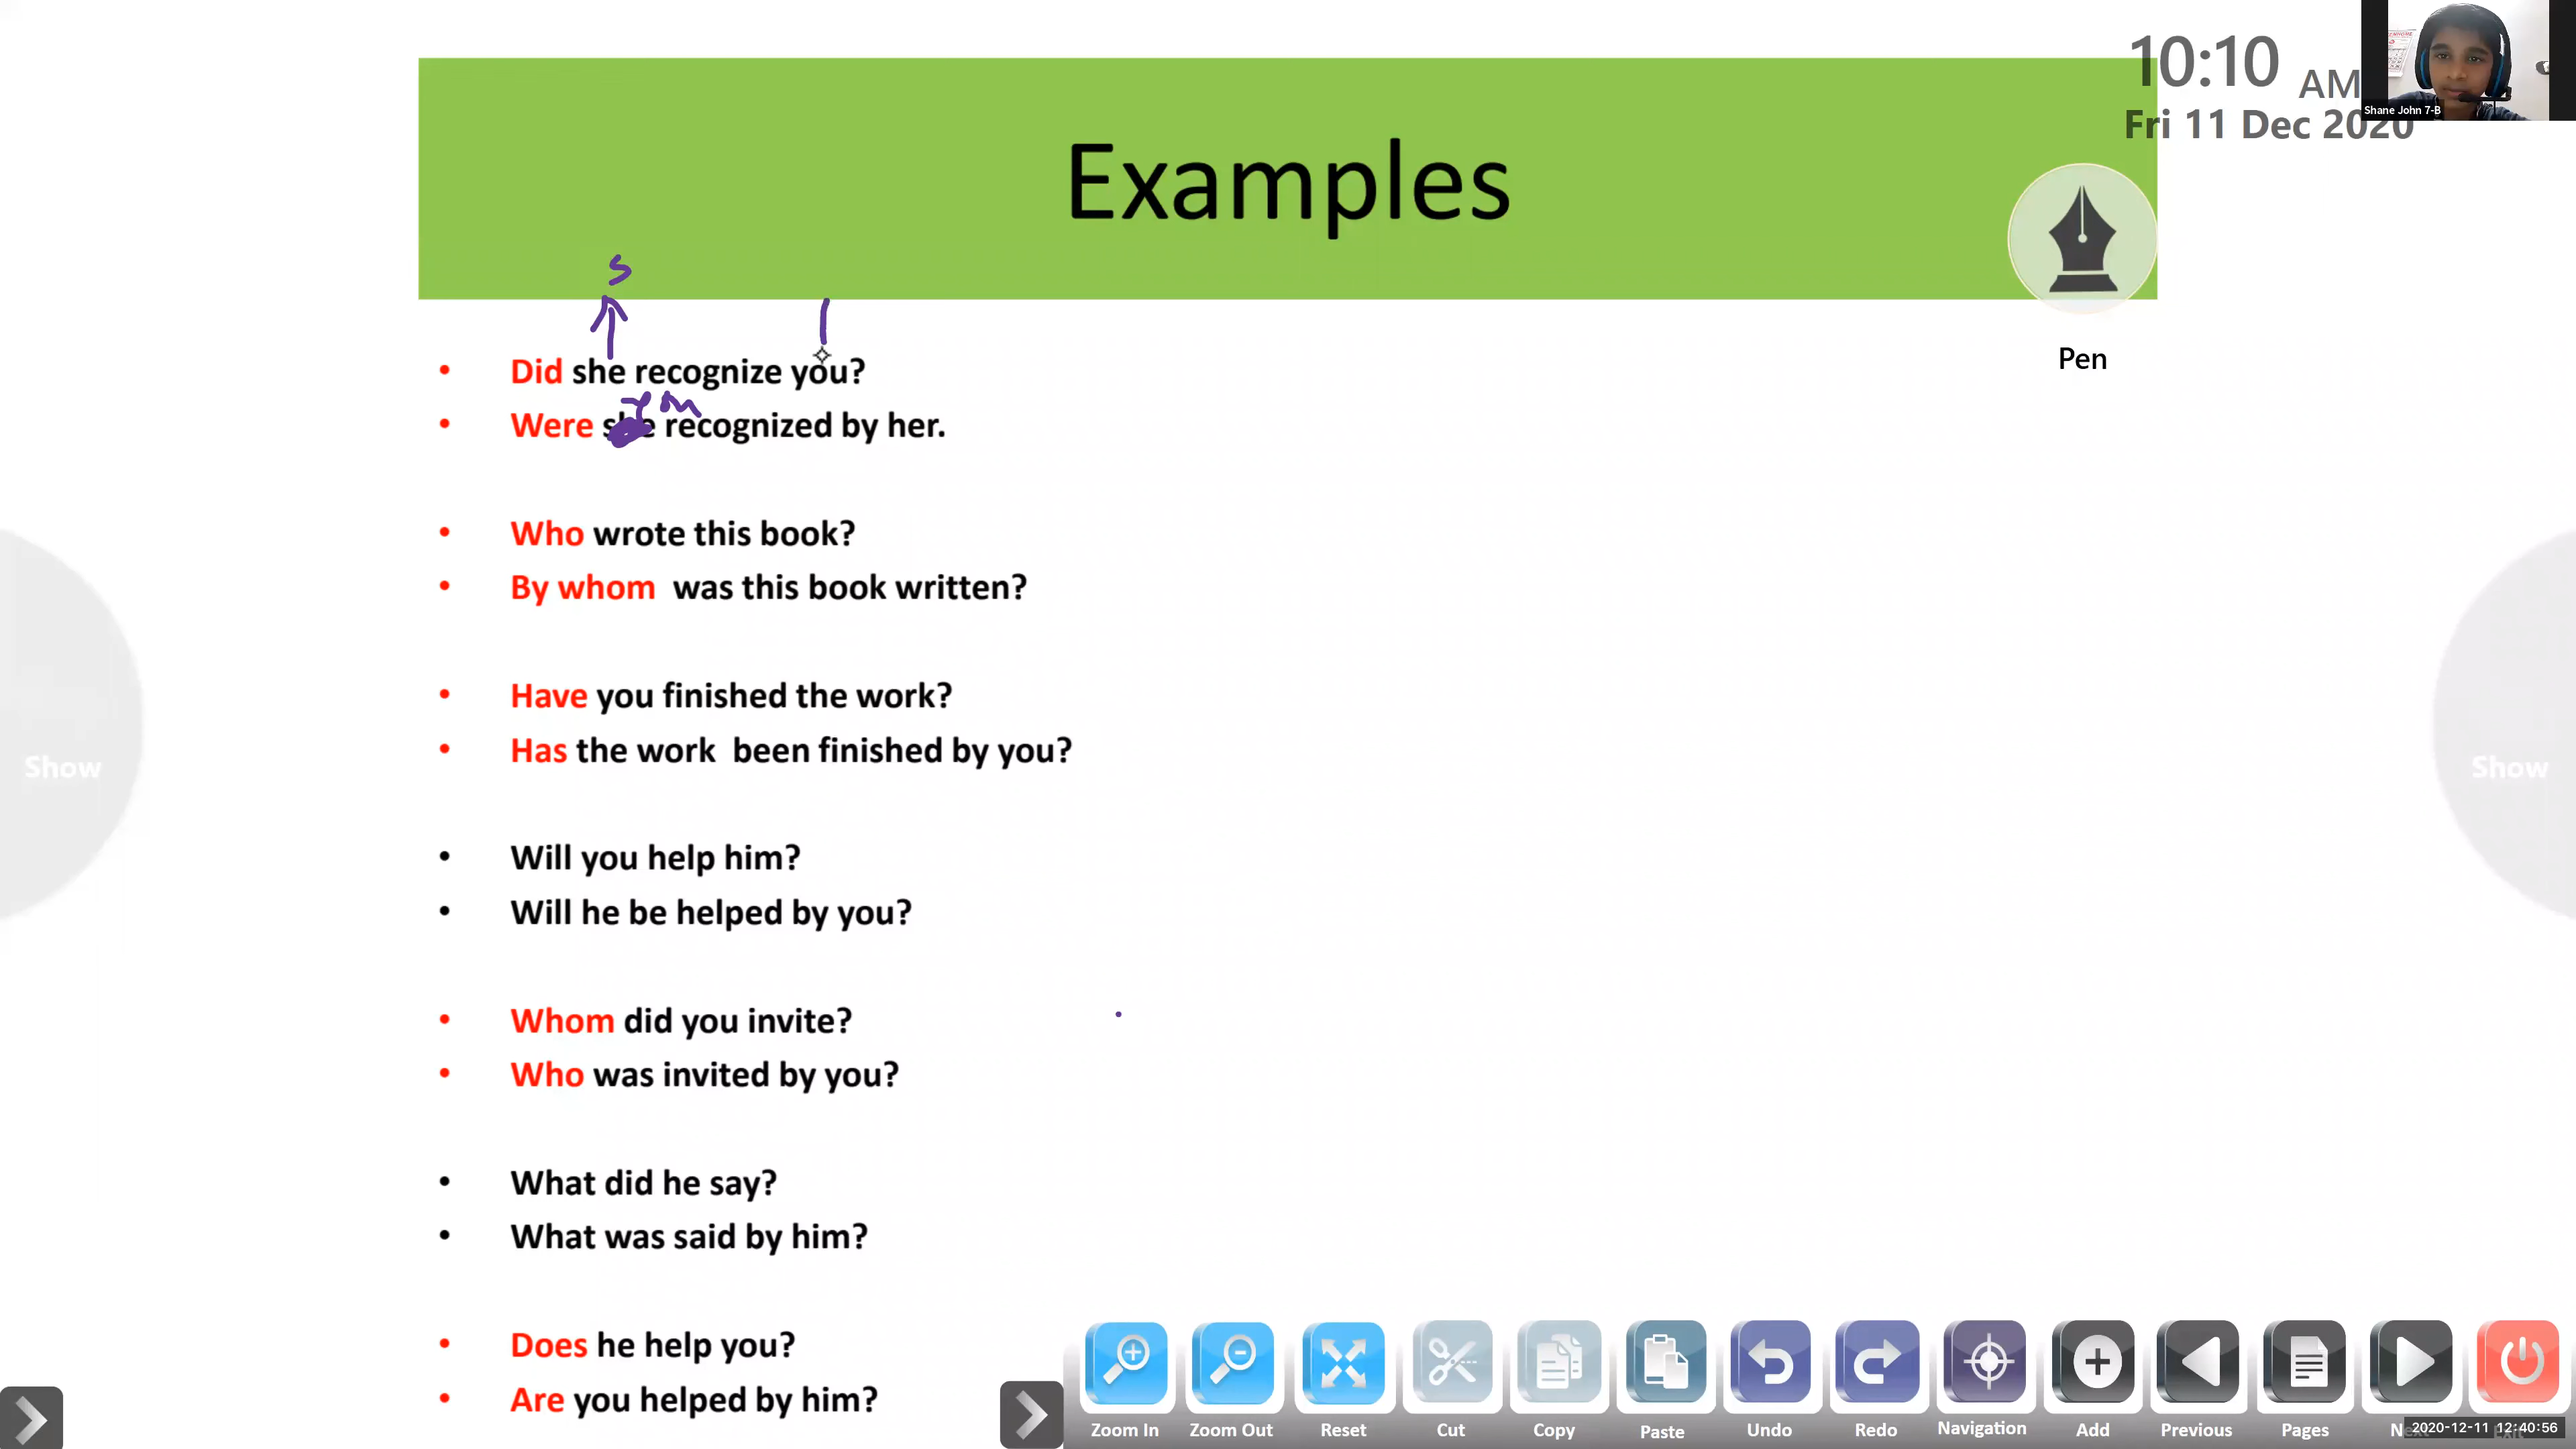 10:10 AM
Shane John 7-B
Fri 11 Dec 2020
Examples
Pen
s
• Did she recognize you?
• Were she recognized by her.
• Who wrote this book?
• By whom was this book written?
• Have you finished the work?
• Has the work been finished by you?
Show
Show
• Will you help him?
• Will he be helped by you?
• Whom did you invite?
• Who was invited by you?
• What did he say?
• What was said by him?
• Does he help you?
• Are you helped by him?
Zoom In Zoom Out Reset Cut Copy Paste Undo Redo Navigation Add Previous Pages
2020-12-11 12:40:56